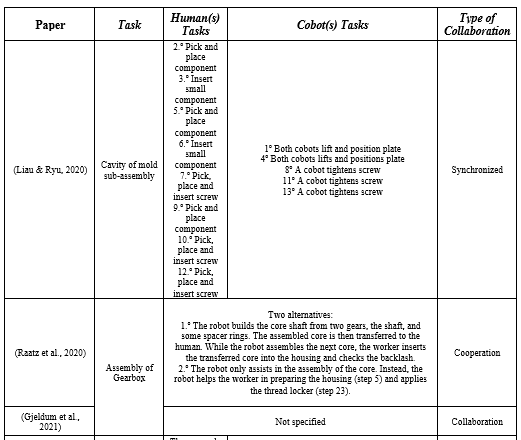 Paper
Task
Human(s)
Tasks
Cobot(s) Tasks
Type of
Collaboration
(Liau & Ryu, 2020)
Cavity of mold
sub-assembly
2.º Pick and
place
component
3.º Insert
small
component
5.º Pick and
place
component
6.º Insert
small
component
7.º Pick,
place and
insert screw
9.º Pick and
place
component
10.º Pick,
place and
insert screw
12.º Pick,
place and
insert screw
1º Both cobots lift and position plate
4º Both cobots lifts and positions plate
8º A cobot tightens screw
11º A cobot tightens screw
13º A cobot tightens screw
Synchronized
(Raatz et al., 2020)
Assembly of
Gearbox
Two alternatives:
1.º The robot builds the core shaft from two gears, the shaft, and
some spacer rings. The assembled core is then transferred to the
human. While the robot assembles the next core, the worker inserts
the transferred core into the housing and checks the backlash.
2.º The robot only assists in the assembly of the core. Instead, the
robot helps the worker in preparing the housing (step 5) and applies
the thread locker (step 23).
Cooperation
(Gjeldum et al.,
2021)
Not specified
Collaboration